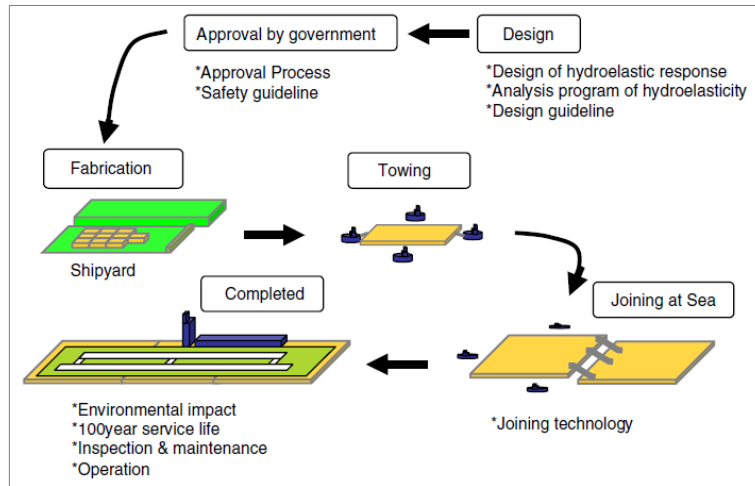 Approval by government
Design
*Approval Process
*Safety guideline
*Design of hydroelastic response
*Analysis program of hydroelasticity
*Design guideline
Fabrication
Towing
Shipyard
Completed
Joining at Sea
*Environmental impact
*100year service life
*Inspection & maintenance
*Operation
*Joining technology